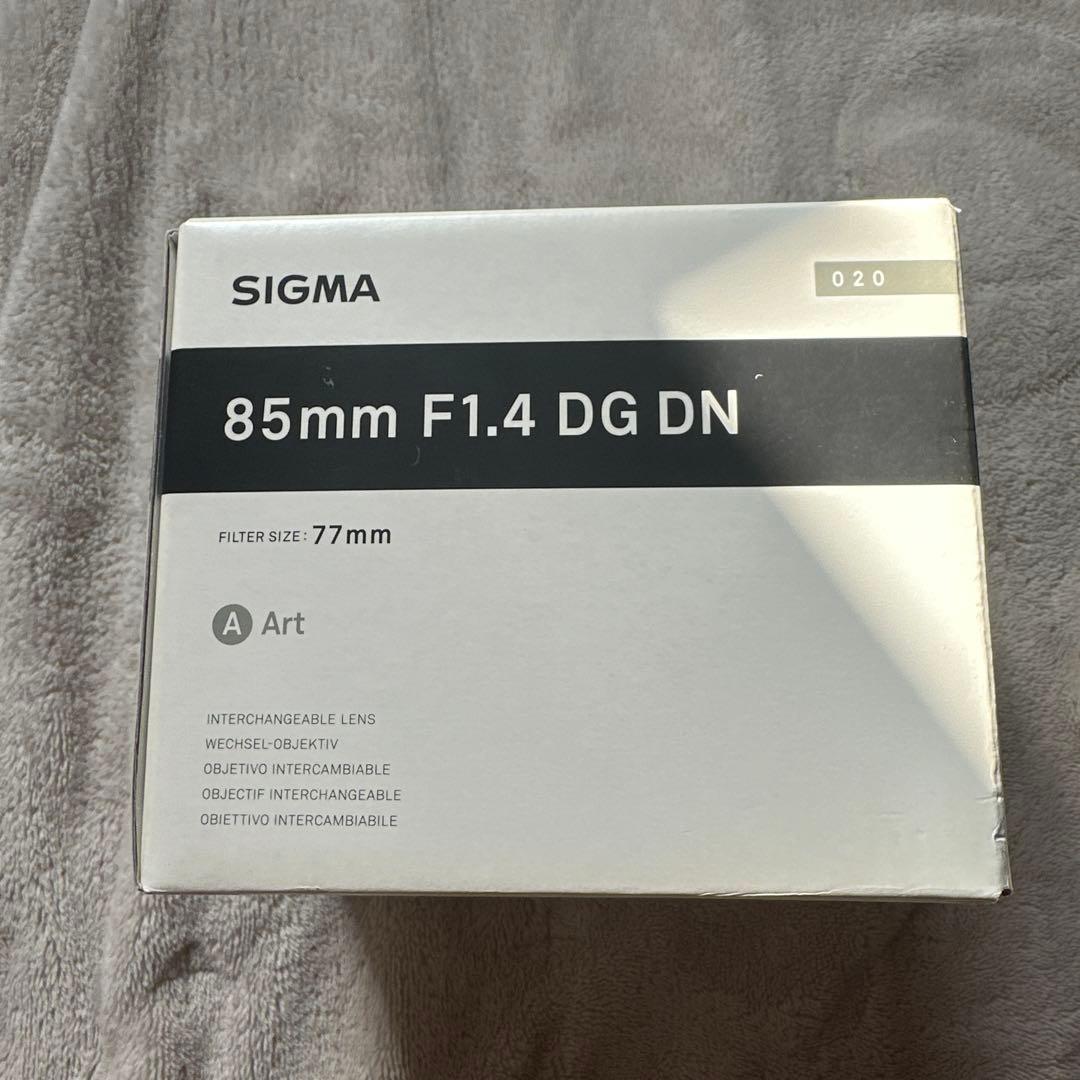 SIGMA
020
85mm F1.4 DG DN
FILTER SIZE: 77mm
A Art
INTERCHANGEABLE LENS
WECHSEL-OBJEKTIV
OBJETIVO INTERCAMBIABLE
OBJECTIF INTERCHANGEABLE
OBIETTIVO INTERCAMBIABILE